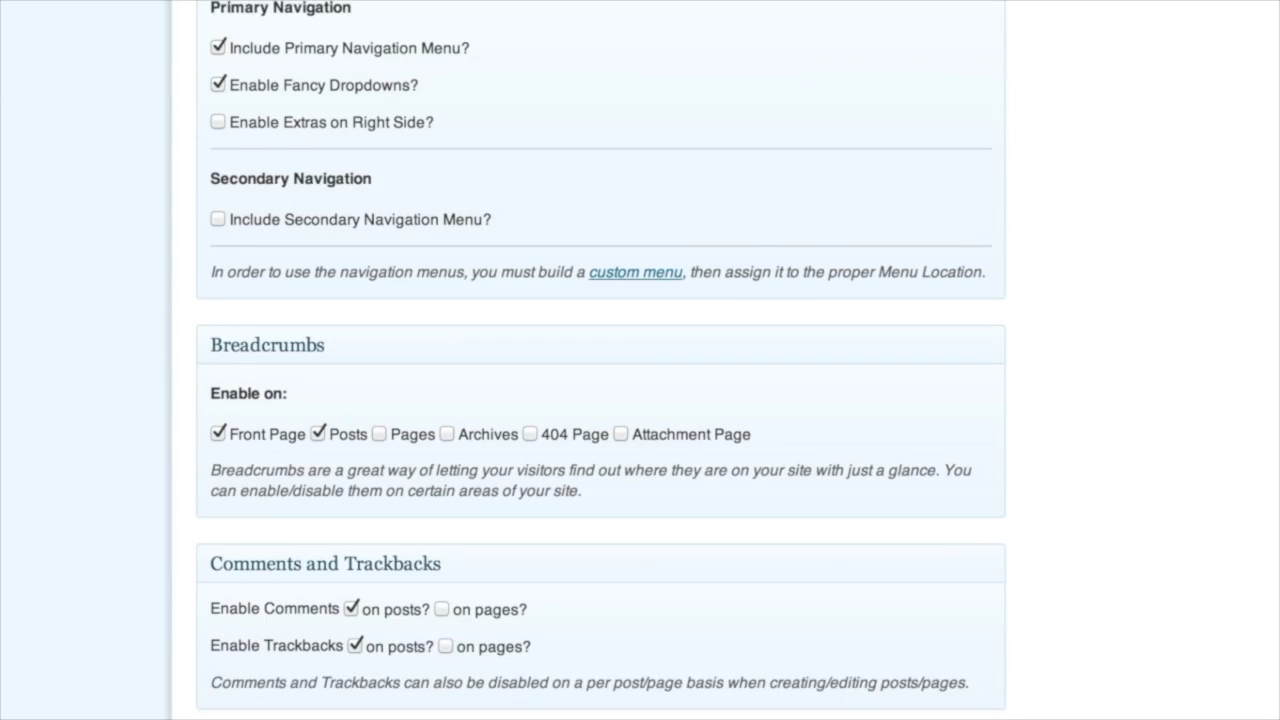 Primary Navigation
Include Primary Navigation Menu?
Enable Fancy Dropdowns?
Enable Extras on Right Side?
Secondary Navigation
Include Secondary Navigation Menu?
In order to use the navigation menus, you must build a custom menu, then assign it to the proper Menu Location.
Breadcrumbs
Enable on:
Front Page Posts Pages Archives 404 Page Attachment Page
Breadcrumbs are a great way of letting your visitors find out where they are on your site with just a glance. You
can enable/disable them on certain areas of your site.
Comments and Trackbacks
Enable Comments on posts? on pages?
Enable Trackbacks on posts? on pages?
Comments and Trackbacks can also be disabled on a per post/page basis when creating/editing posts/pages.